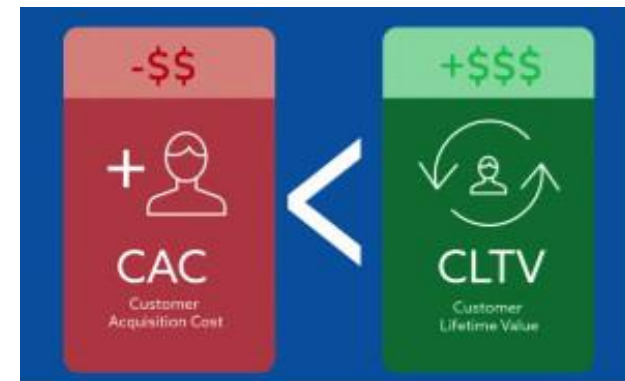 -$$
+
CAC
Customer
Acquisition Cost
<
+$$$
CLTV
Customer
Lifetime Value